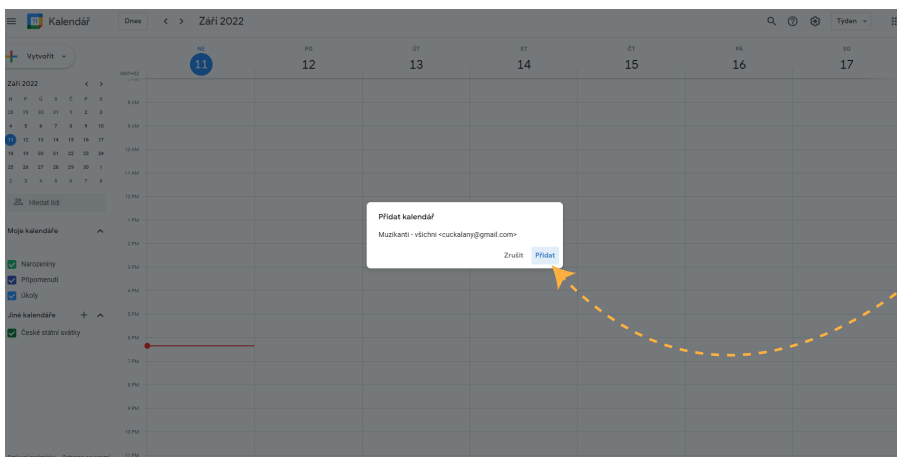 Kalendář
Dnes
Září 2022
Týden
Vytvořit
NE PO ÚT ST ČT PÁ SO
11 12 13 14 15 16 17
GMT+02
Září 2022
N P Ú S Č P S
28 29 30 31 1 2 3
4 5 6 7 8 9 10
11 12 13 14 15 16 17
18 19 20 21 22 23 24
25 26 27 28 29 30 1
2 3 4 5 6 7 8
Hledat lidi
Moje kalendáře
Narozeniny
Připomenutí
Úkoly
Jiné kalendáře
České státní svátky
8 AM
9 AM
10 AM
11 AM
12 PM
1 PM
2 PM
3 PM
4 PM
5 PM
6 PM
7 PM
8 PM
9 PM
10 PM
11 PM
Přidat kalendář
Muzikanti - všichni <cuckalany@gmail.com>
Zrušit Přidat